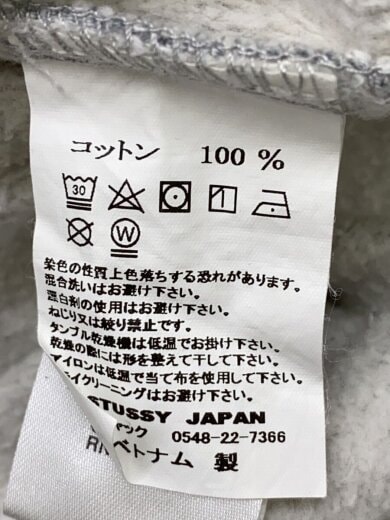 コットン 100 %
30
W
染色の性質上色落ちする恐れがあります。
混合洗いはお避け下さい。
漂白剤の使用はお避け下さい。
ねじり又は絞り禁止です。
タンブル乾燥機は低温でお掛け下さい。
乾燥の際には形を整えて干して下さい。
アイロンは低温で当て布を使用して下さい。
イクリーニングはお避け下さい。
STUSSY JAPAN
ック 0548-22-7366
RN ベトナム 製